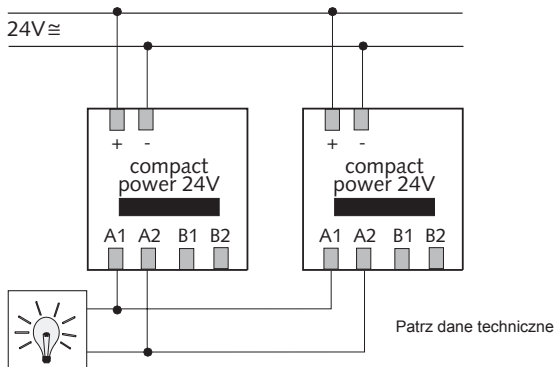 24V≅
+ - + -
compact compact
power 24V power 24V
A1 A2 B1 B2 A1 A2 B1 B2
Patrz dane techniczne